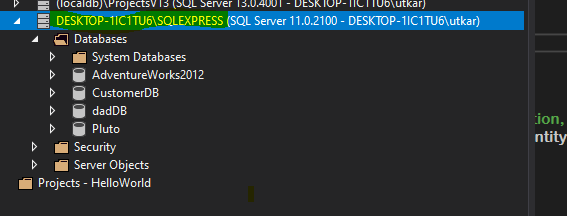 (localdb)\ProjectsV13 (SQL Server 13.0.4001 - DESKTOP-1IC1TU6\utkar)
DESKTOP-1IC1TU6\SQLEXPRESS (SQL Server 11.0.2100 - DESKTOP-1IC1TU6\utkar)
Databases
System Databases
AdventureWorks2012
CustomerDB
dadDB
Pluto
Security
Server Objects
Projects - HelloWorld
tion,
ntity